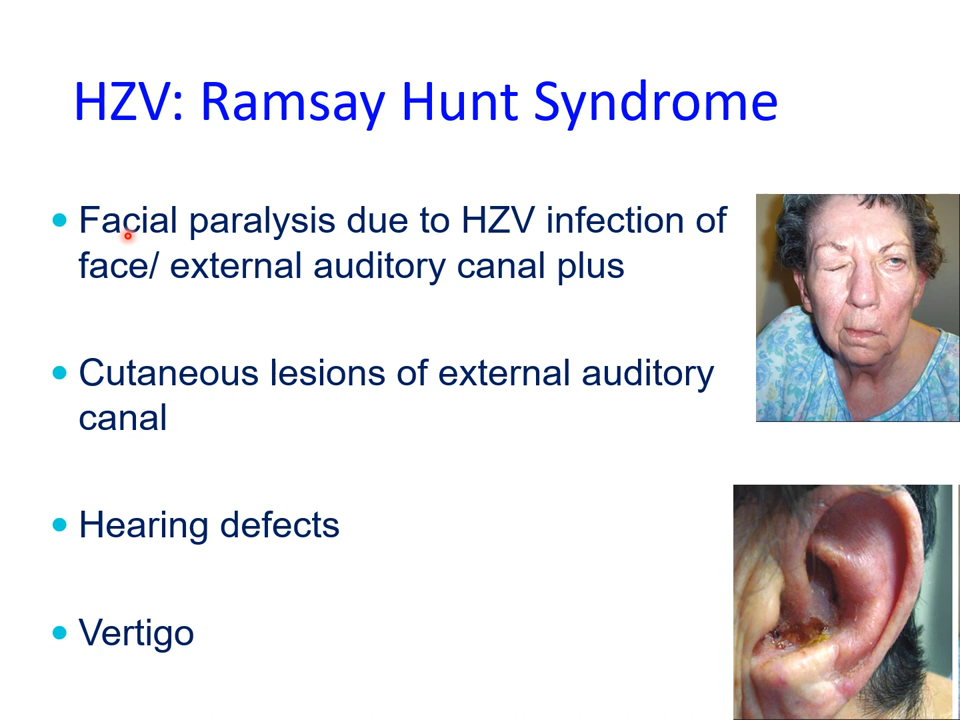 HZV: Ramsay Hunt Syndrome
Facial paralysis due to HZV infection of
face/ external auditory canal plus
Cutaneous lesions of external auditory
canal
Hearing defects
Vertigo